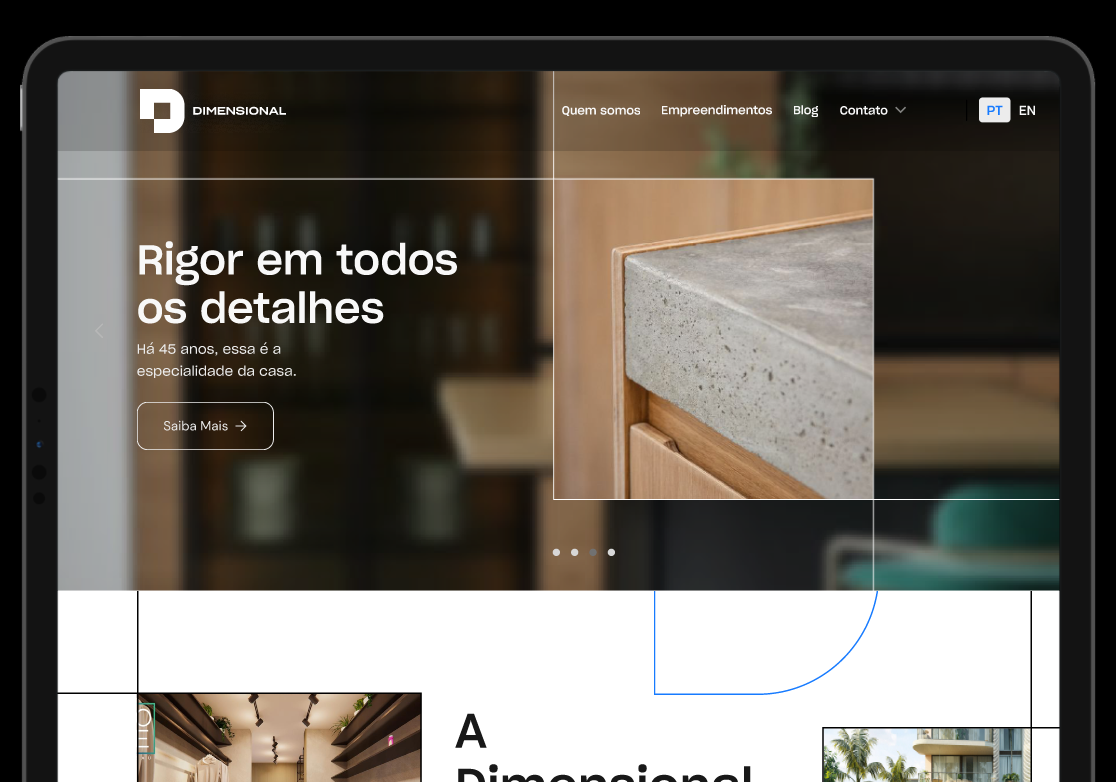 DIMENSIONAL
Quem somos
Empreendimentos
Blog
Contato
PT
EN
Rigor em todos
os detalhes
Há 45 anos, essa é a
especialidade da casa.
Saiba Mais
A
Dimensional